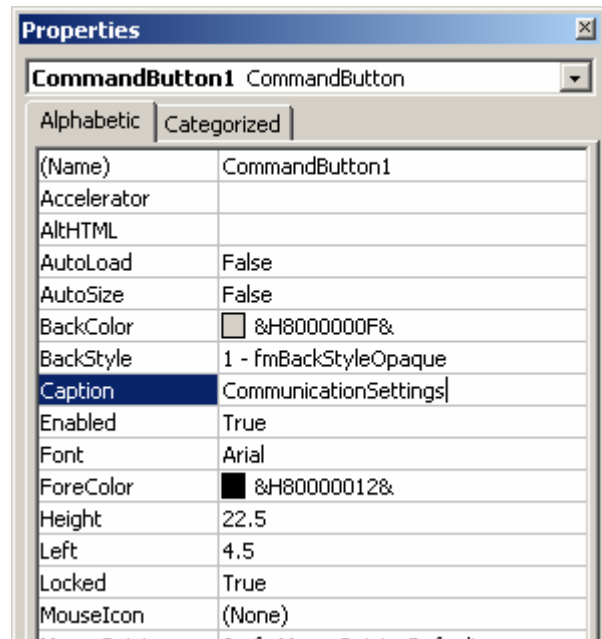 Properties
CommandButton1 CommandButton
Alphabetic Categorized
(Name) CommandButton1
Accelerator
AltHTML
AutoLoad False
AutoSize False
BackColor &H8000000F&
BackStyle 1 - fmBackStyleOpaque
Caption CommunicationSettings
Enabled True
Font Arial
ForeColor &H80000012&
Height 22.5
Left 4.5
Locked True
MouseIcon (None)